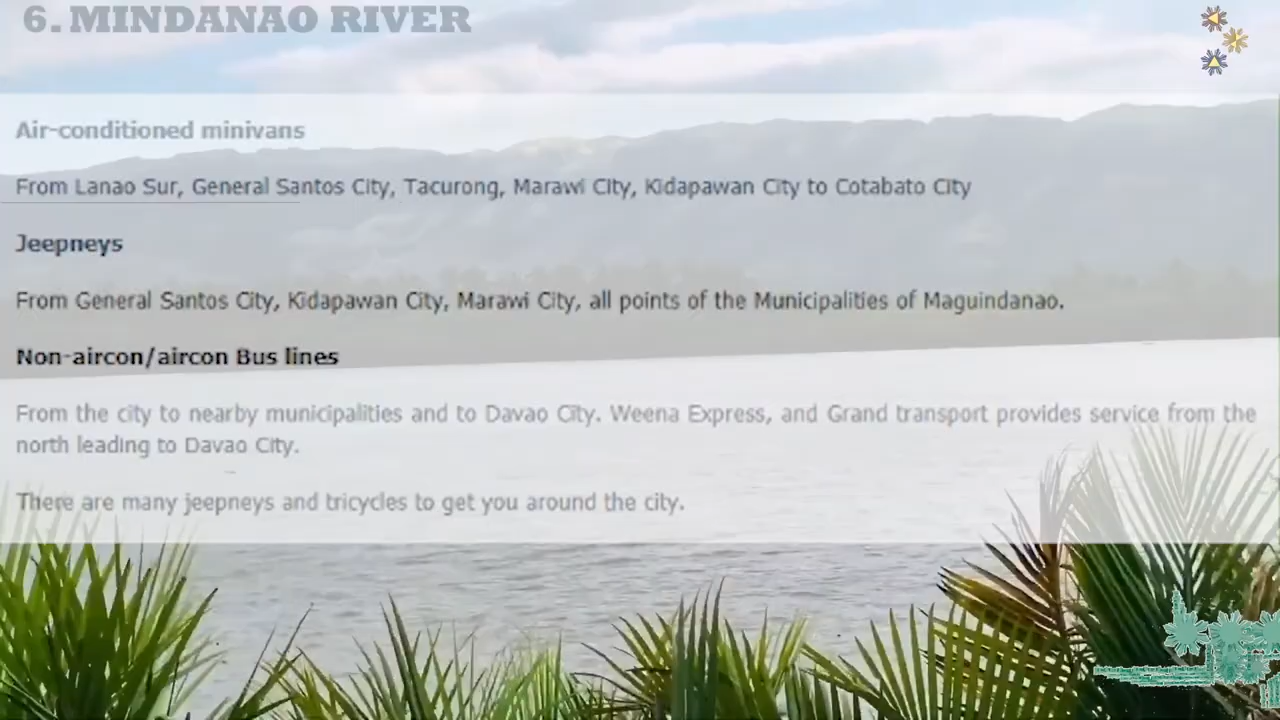 6. MINDANAO RIVER
Air-conditioned minivans
From Lanao Sur, General Santos City, Tacurong, Marawi City, Kidapawan City to Cotabato City
Jeepneys
From General Santos City, Kidapawan City, Marawi City, all points of the Municipalities of Maguindanao.
Non-aircon/aircon Bus lines
From the city to nearby municipalities and to Davao City. Weena Express, and Grand transport provides service from the
north leading to Davao City.
There are many jeepneys and tricycles to get you around the city.